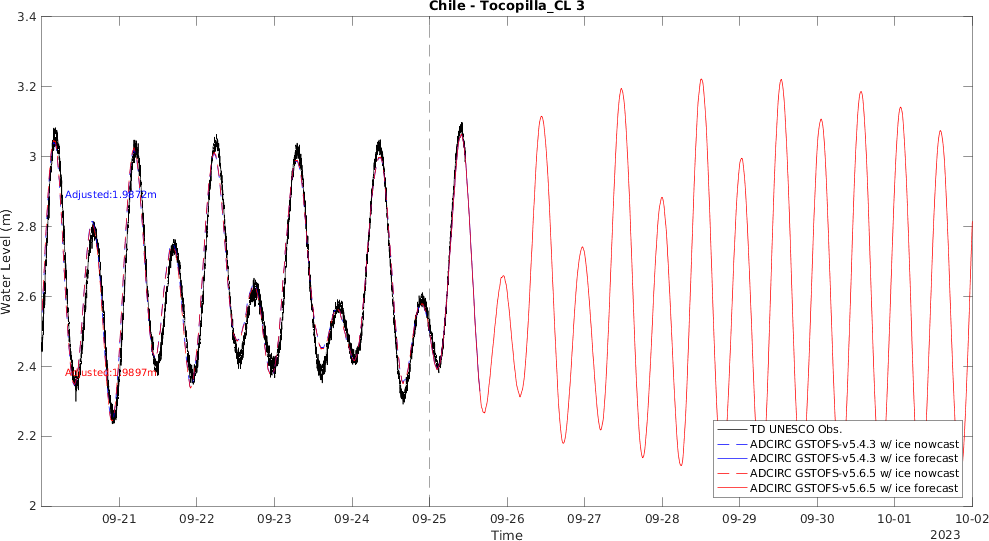 Chile - Tocopilla_CL 3
3.4
3.2
3
2.8
2.6
2.4
2.2
2
Water Level (m)
Adjusted:1.9872m
Adjusted:1.9897m
TD UNESCO Obs.
ADCIRC GSTOFS-v5.4.3 w/ ice nowcast
ADCIRC GSTOFS-v5.4.3 w/ ice forecast
ADCIRC GSTOFS-v5.6.5 w/ ice nowcast
ADCIRC GSTOFS-v5.6.5 w/ ice forecast
09-21 09-22 09-23 09-24 09-25 09-26 09-27 09-28 09-29 09-30 10-01 10-02
Time
2023